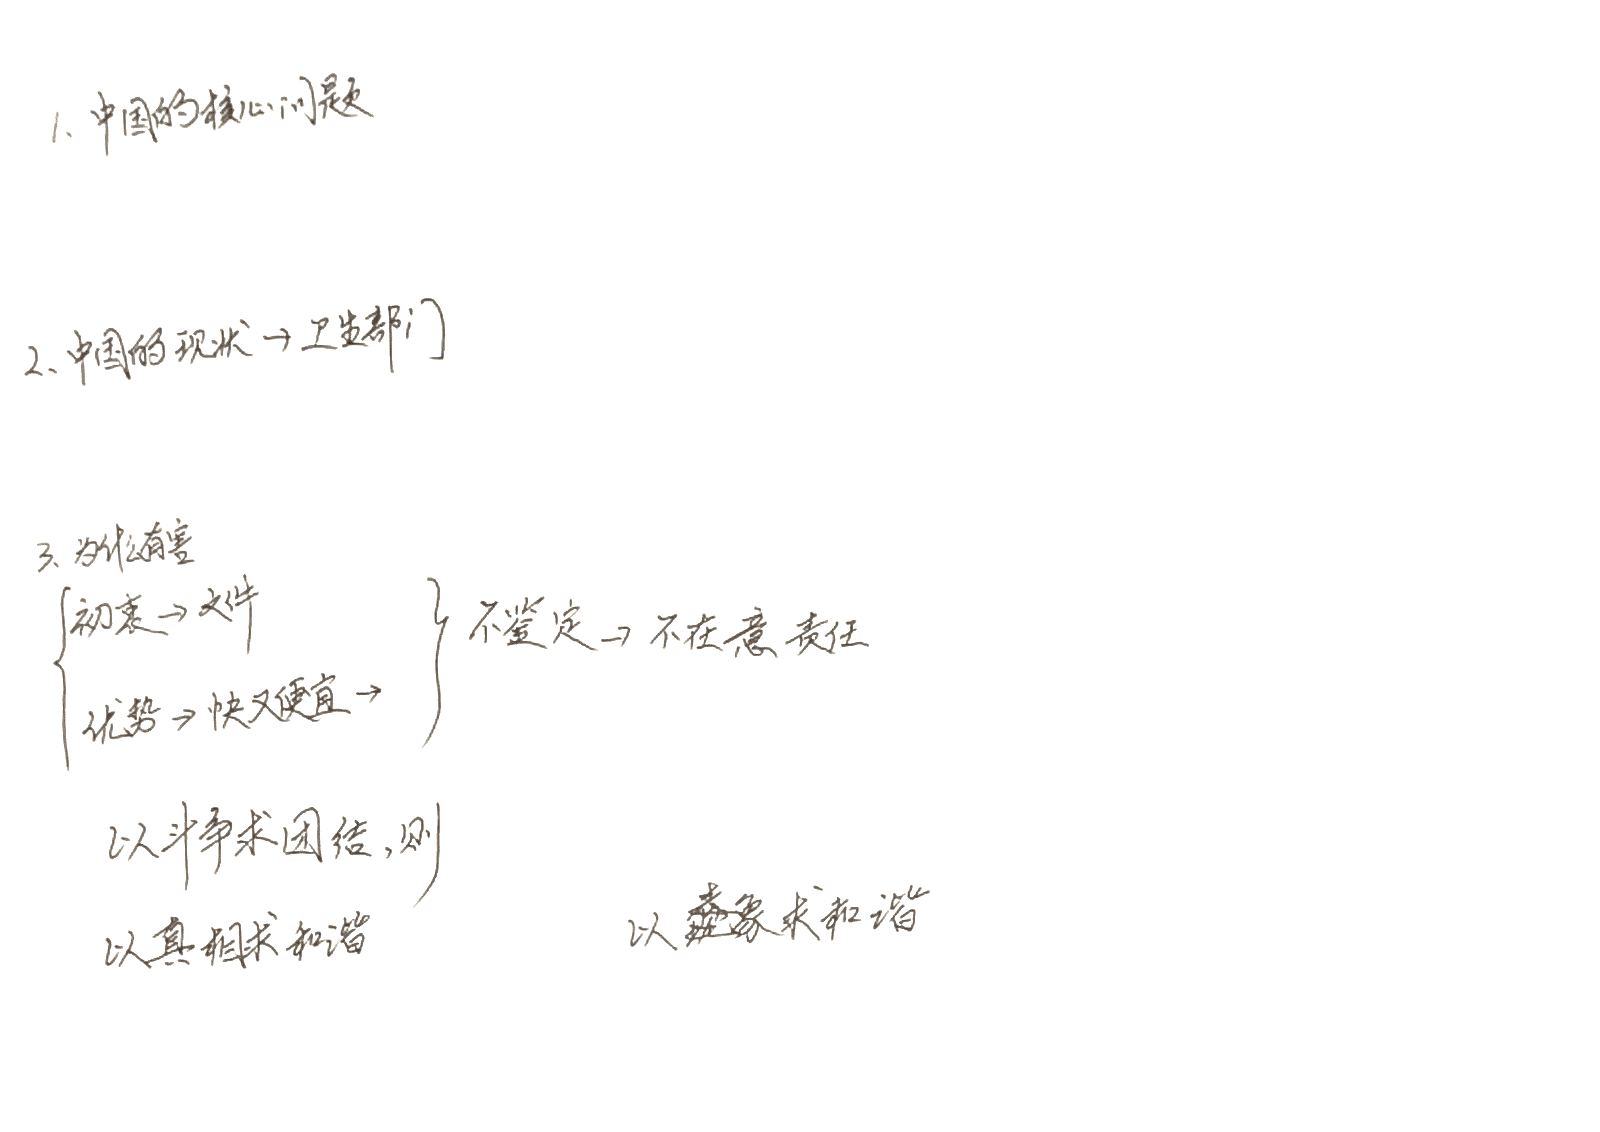 1、中国的核心问题
2、中国的现状→卫生部门
3、为什么有害
初衷→文件
不鉴定→不在意责任
优势→快又便宜→
以斗争求团结,则
以真相求和谐
以象求和谐